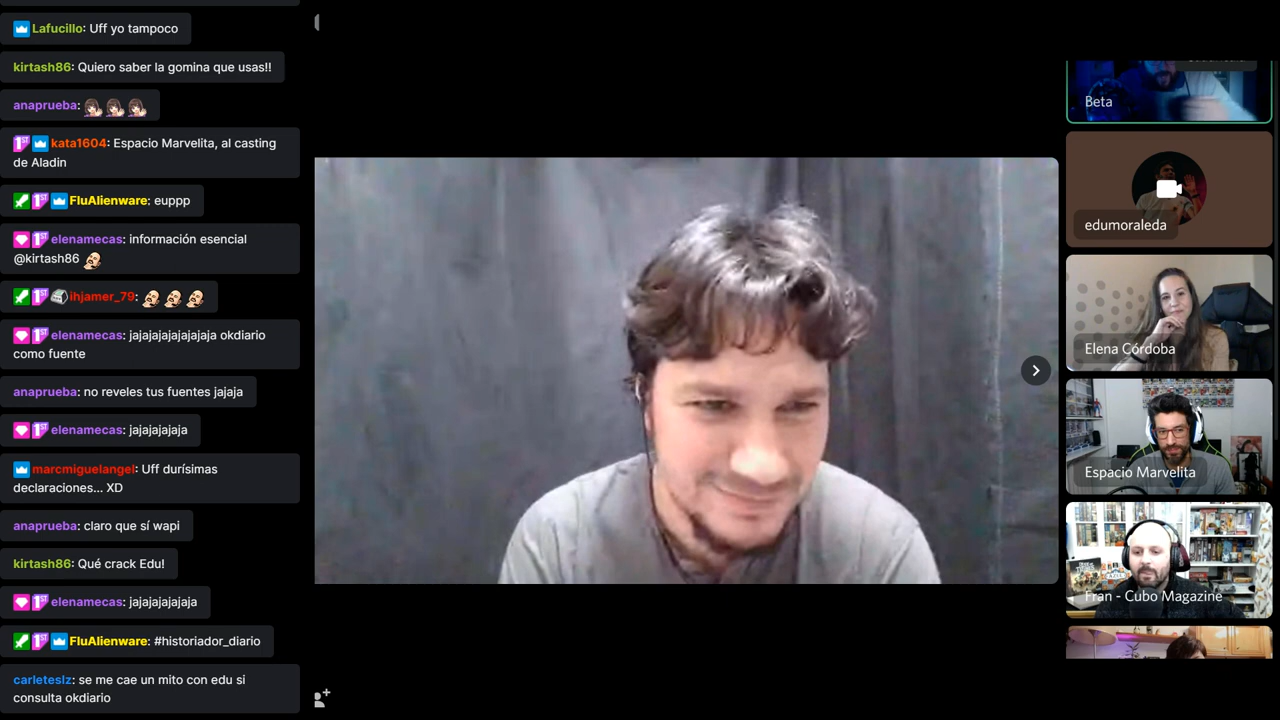 Lafucillo: Uff yo tampoco
kirtash86: Quiero saber la gomina que usas!!
anaprueba:
kata1604: Espacio Marvelita, al casting
de Aladin
FluAlienware: euppp
elenamecas: información esencial
@kirtash86
ihjamer_79:
elenamecas: jajajajajajajaja okdiario
como fuente
anaprueba: no reveles tus fuentes jajaja
elenamecas: jajajajajaja
marcmiguelangel: Uff durísimas
declaraciones... XD
anaprueba: claro que sí wapi
kirtash86: Qué crack Edu!
elenamecas: jajajajajajaja
FluAlienware: #historiador_diario
carleteslz: se me cae un mito con edu si
consulta okdiario
Beta
edumoraleda
Elena Córdoba
Espacio Marvelita
Fran - Cubo Magazine